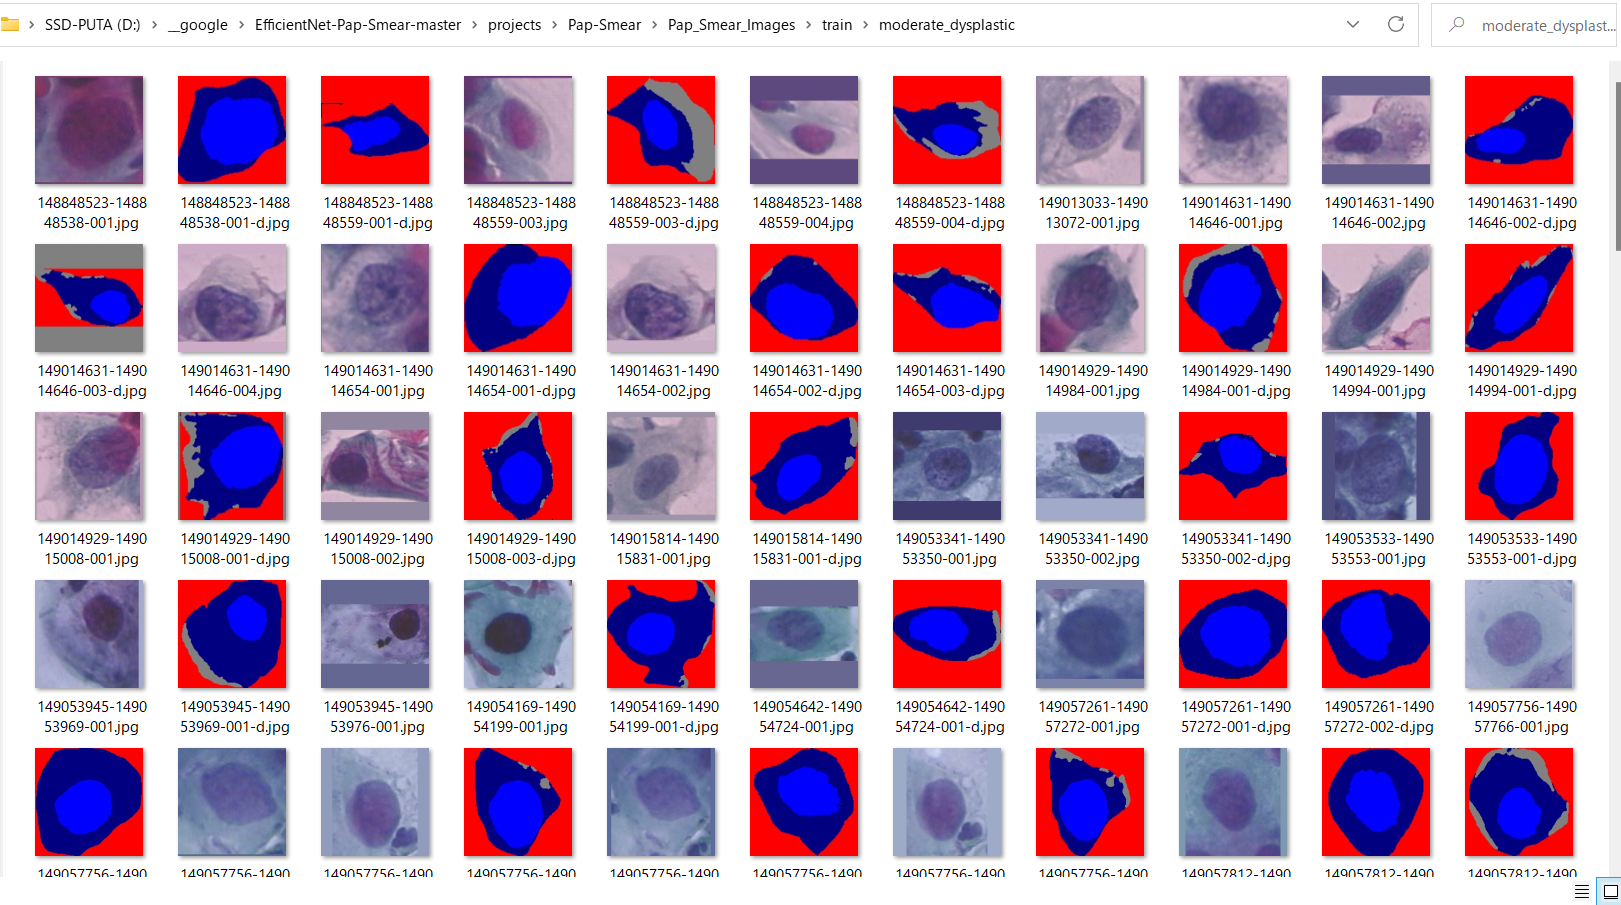 SSD-PUTA (D:) > __google > EfficientNet-Pap-Smear-master > projects > Pap-Smear > Pap_Smear_Images > train > moderate_dysplastic
moderate_dysplast...
148848523-148848538-001.jpg
148848523-148848538-001-d.jpg
148848523-148848559-001-d.jpg
148848523-148848559-003.jpg
148848523-148848559-003-d.jpg
148848523-148848559-004.jpg
148848523-148848559-004-d.jpg
149013033-149013072-001.jpg
149014631-149014646-001.jpg
149014631-149014646-002.jpg
149014631-149014646-002-d.jpg
149014631-149014646-003-d.jpg
149014631-149014646-004.jpg
149014631-149014654-001.jpg
149014631-149014654-001-d.jpg
149014631-149014654-002.jpg
149014631-149014654-002-d.jpg
149014631-149014654-003-d.jpg
149014929-149014984-001.jpg
149014929-149014984-001-d.jpg
149014929-149014994-001.jpg
149014929-149014994-001-d.jpg
149014929-149015008-001.jpg
149014929-149015008-001-d.jpg
149014929-149015008-002.jpg
149014929-149015008-003-d.jpg
149015814-149015831-001.jpg
149015814-149015831-001-d.jpg
149053341-149053350-001.jpg
149053341-149053350-002.jpg
149053341-149053350-002-d.jpg
149053533-149053553-001.jpg
149053533-149053553-001-d.jpg
149053945-149053969-001.jpg
149053945-149053969-001-d.jpg
149053945-149053976-001.jpg
149054169-149054199-001.jpg
149054169-149054199-001-d.jpg
149054642-149054724-001.jpg
149054642-149054724-001-d.jpg
149057261-149057272-001.jpg
149057261-149057272-001-d.jpg
149057261-149057272-002-d.jpg
149057756-149057766-001.jpg
149057756-1490
149057756-1490
149057756-1490
149057756-1490
149057756-1490
149057756-1490
149057756-1490
149057756-1490
149057812-1490
149057812-1490
149057812-1490